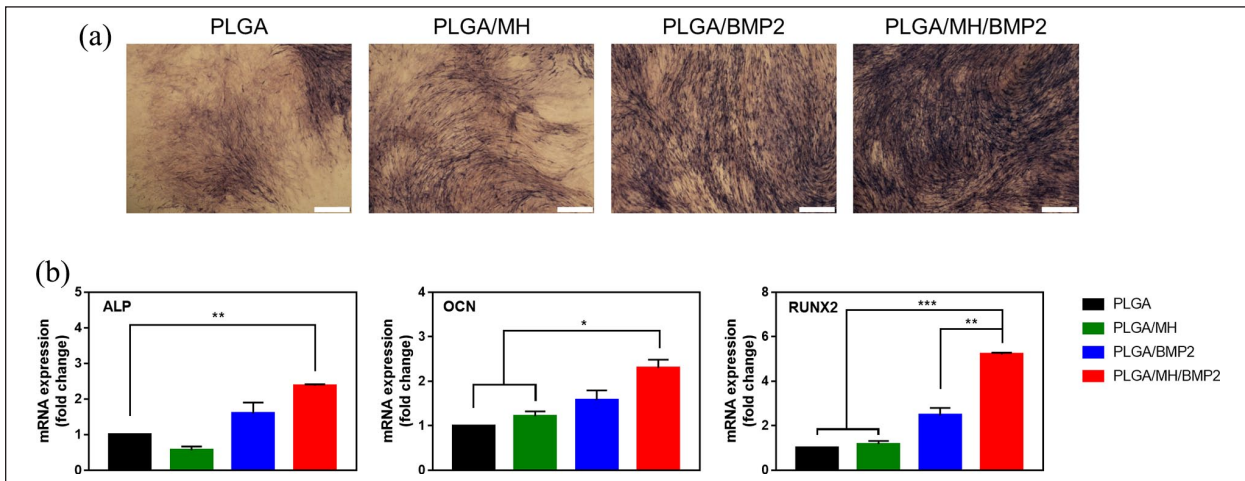 (a)
PLGA PLGA/MH PLGA/BMP2 PLGA/MH/BMP2
(b)
ALP
mRNA expression
(fold change)
5
4
3
2
1
0
**
OCN
mRNA expression
(fold change)
4
3
2
1
0
*
RUNX2
mRNA expression
(fold change)
8
6
4
2
0
***
**
PLGA
PLGA/MH
PLGA/BMP2
PLGA/MH/BMP2